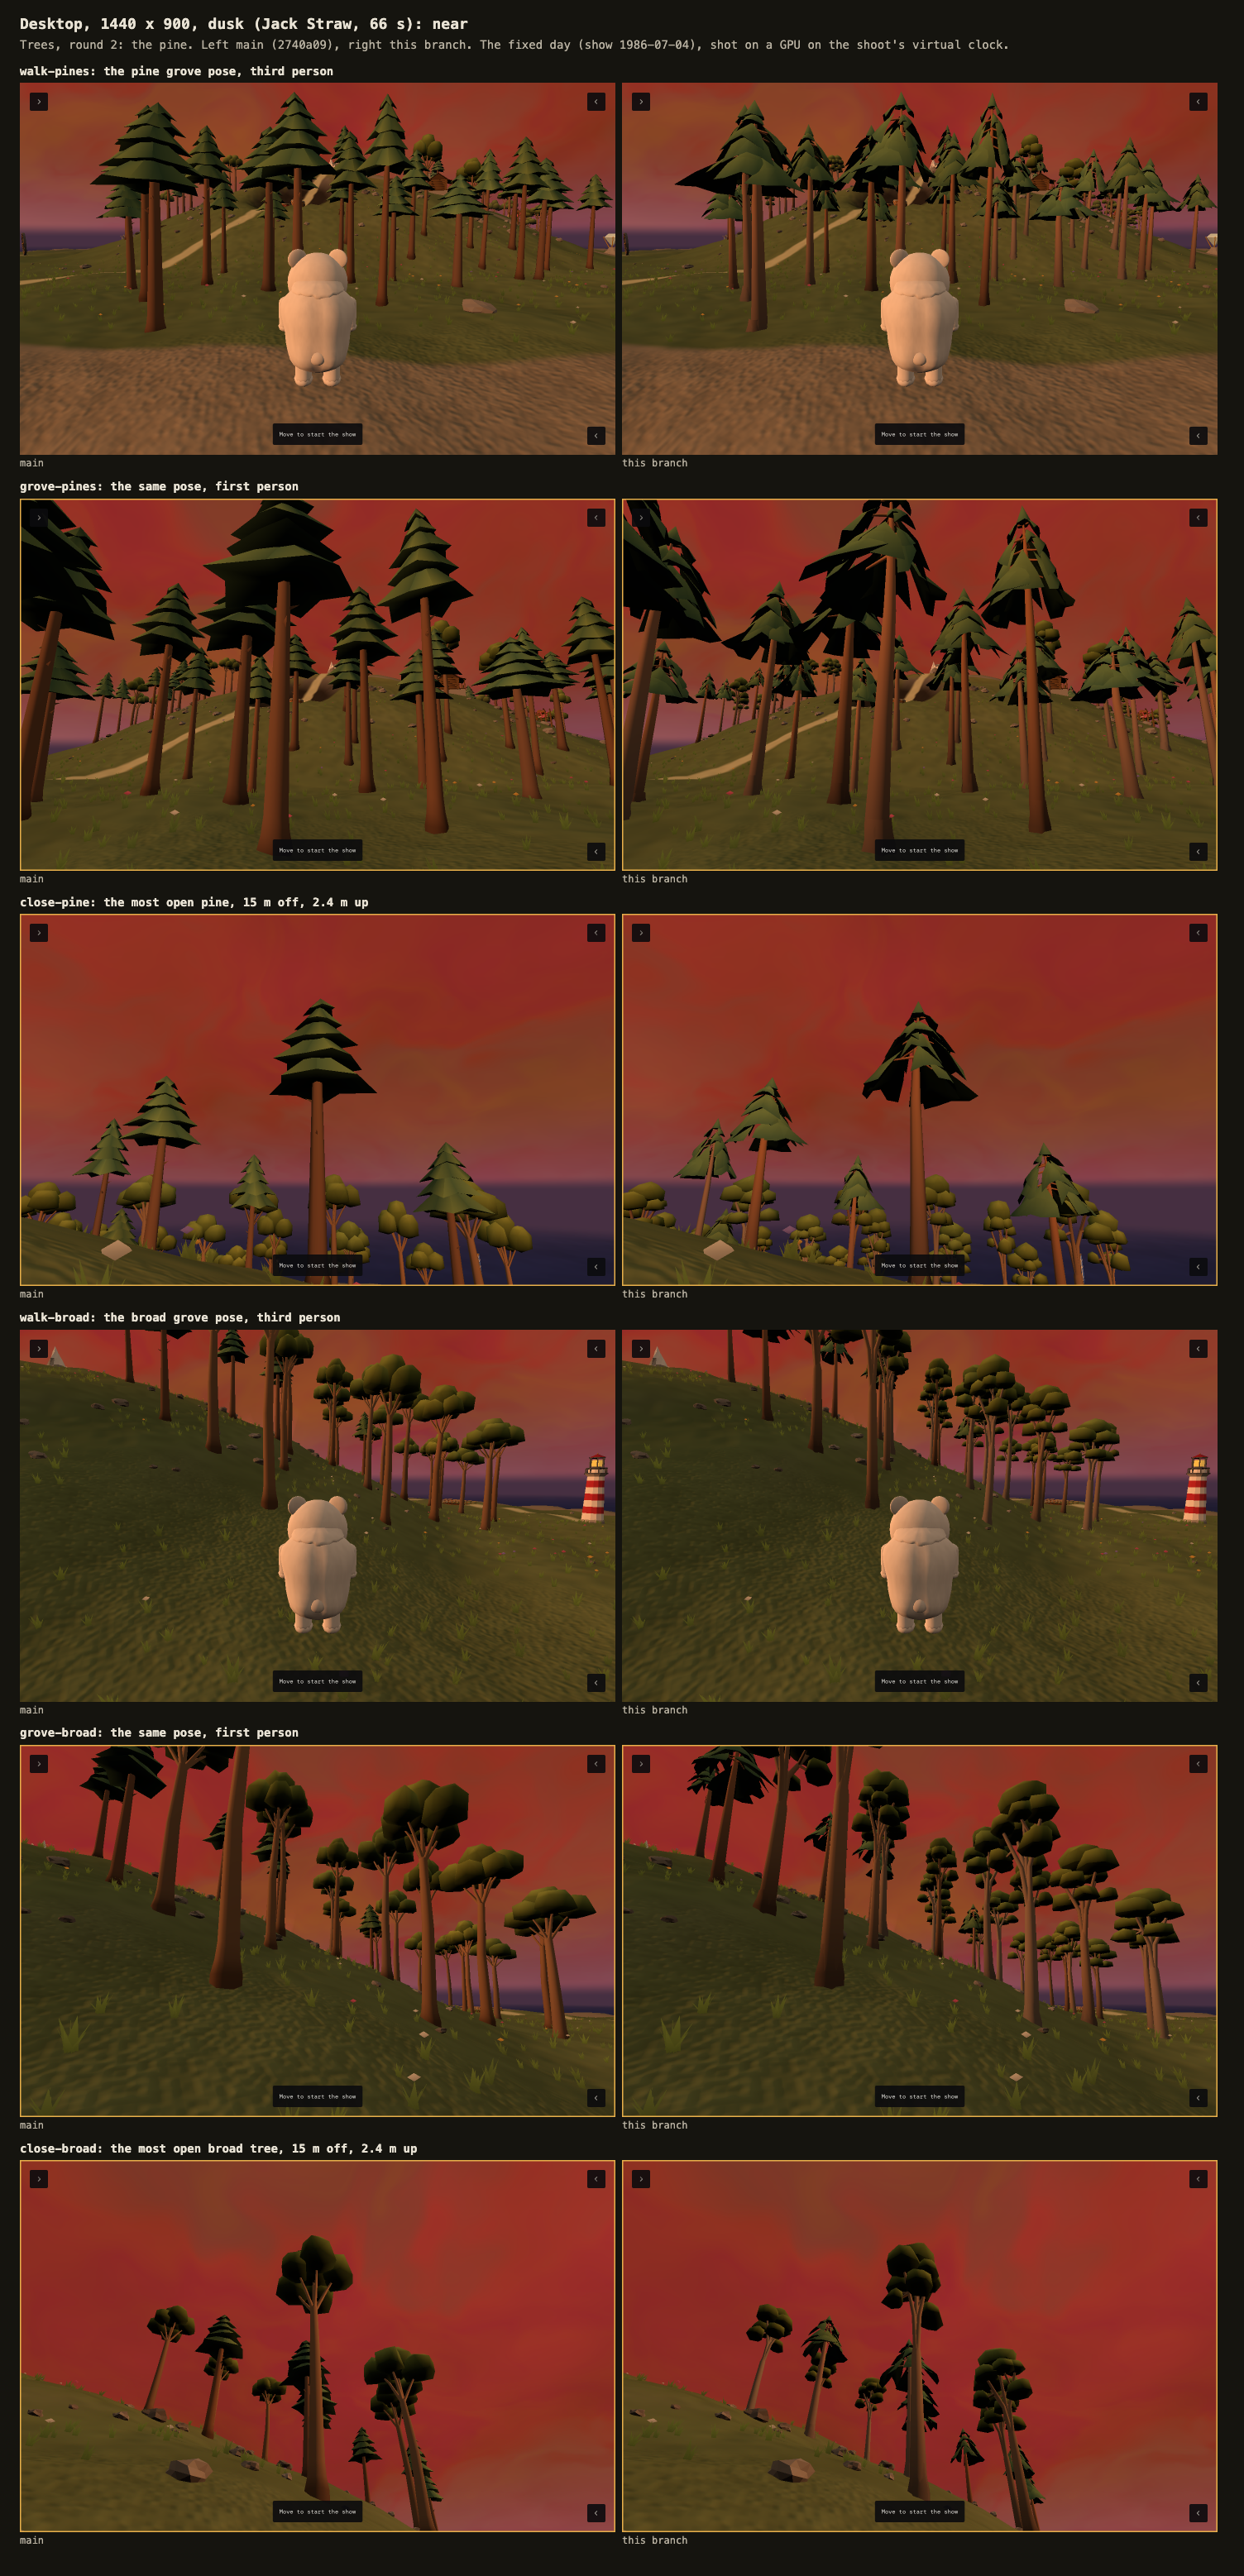 Desktop, 1440 x 900, dusk (Jack Straw, 66 s): near
Trees, round 2: the pine. Left main (2740a09), right this branch. The fixed day (show 1986-07-04), shot on a GPU on the shoot's virtual clock.
walk-pines: the pine grove pose, third person
Move to start the show
Move to start the show
main
this branch
grove-pines: the same pose, first person
Move to start the show
Move to start the show
main
this branch
close-pine: the most open pine, 15 m off, 2.4 m up
Move to start the show
Move to start the show
main
this branch
walk-broad: the broad grove pose, third person
Move to start the show
Move to start the show
main
this branch
grove-broad: the same pose, first person
Move to start the show
Move to start the show
main
this branch
close-broad: the most open broad tree, 15 m off, 2.4 m up
Move to start the show
Move to start the show
main
this branch